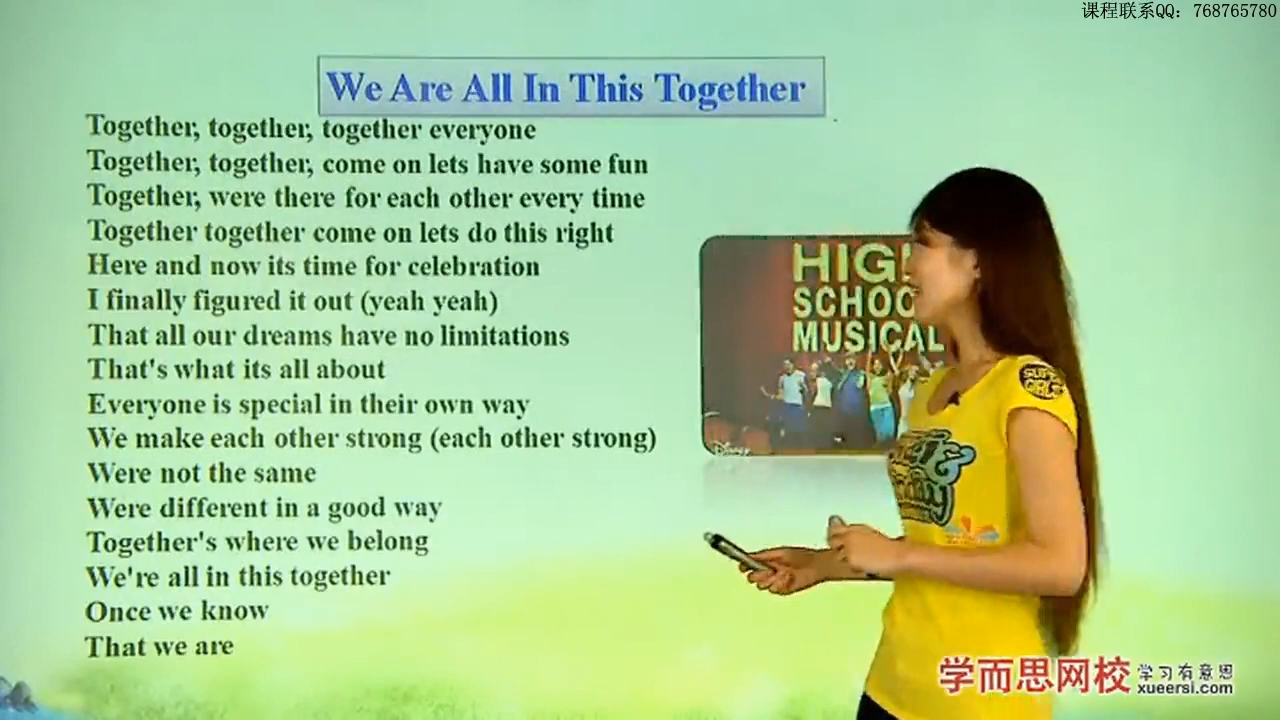 课程联系QQ：768765780
We Are All In This Together
Together, together, together everyone
Together, together, come on lets have some fun
Together, were there for each other every time
Together together come on lets do this right
Here and now its time for celebration
I finally figured it out (yeah yeah)
That all our dreams have no limitations
That's what its all about
Everyone is special in their own way
We make each other strong (each other strong)
Were not the same
Were different in a good way
Together's where we belong
We're all in this together
Once we know
That we are
HIG
SCHOO
MUSICAL
Disney
GIRLS
学而思网校 学习有意思
xueersi.com